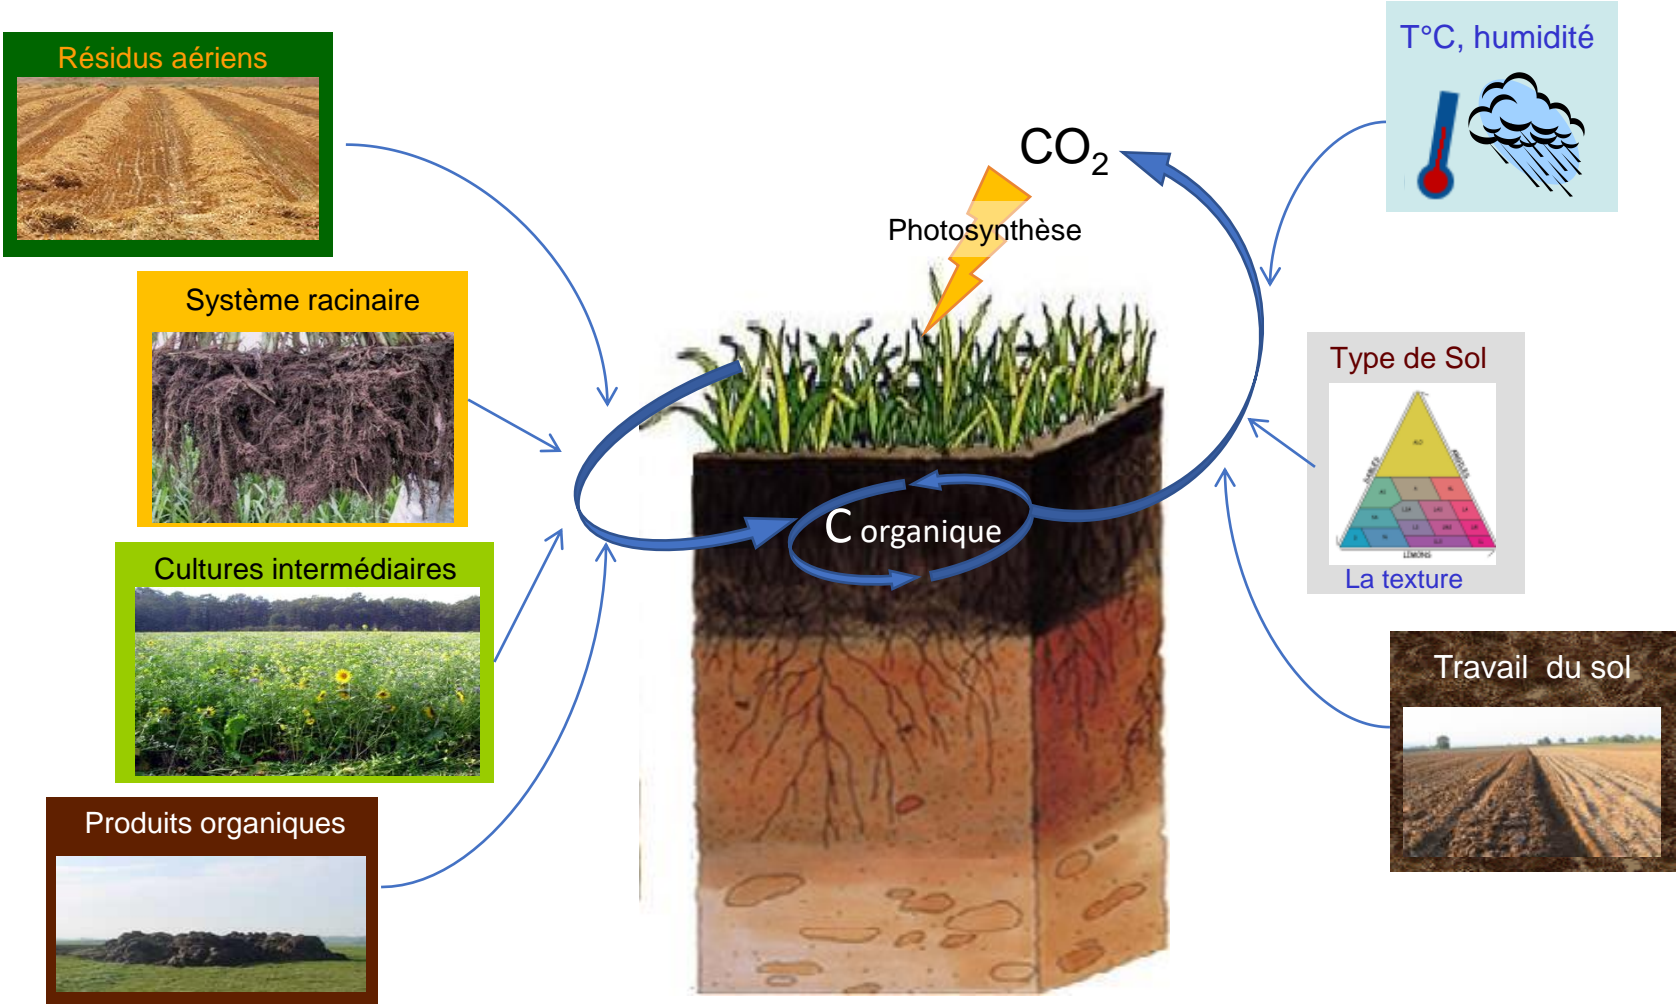 Résidus aériens
T°C, humidité
CO2
Photosynthèse
Système racinaire
Type de Sol
C organique
LIMONS
La texture
Cultures intermédiaires
Travail du sol
Produits organiques